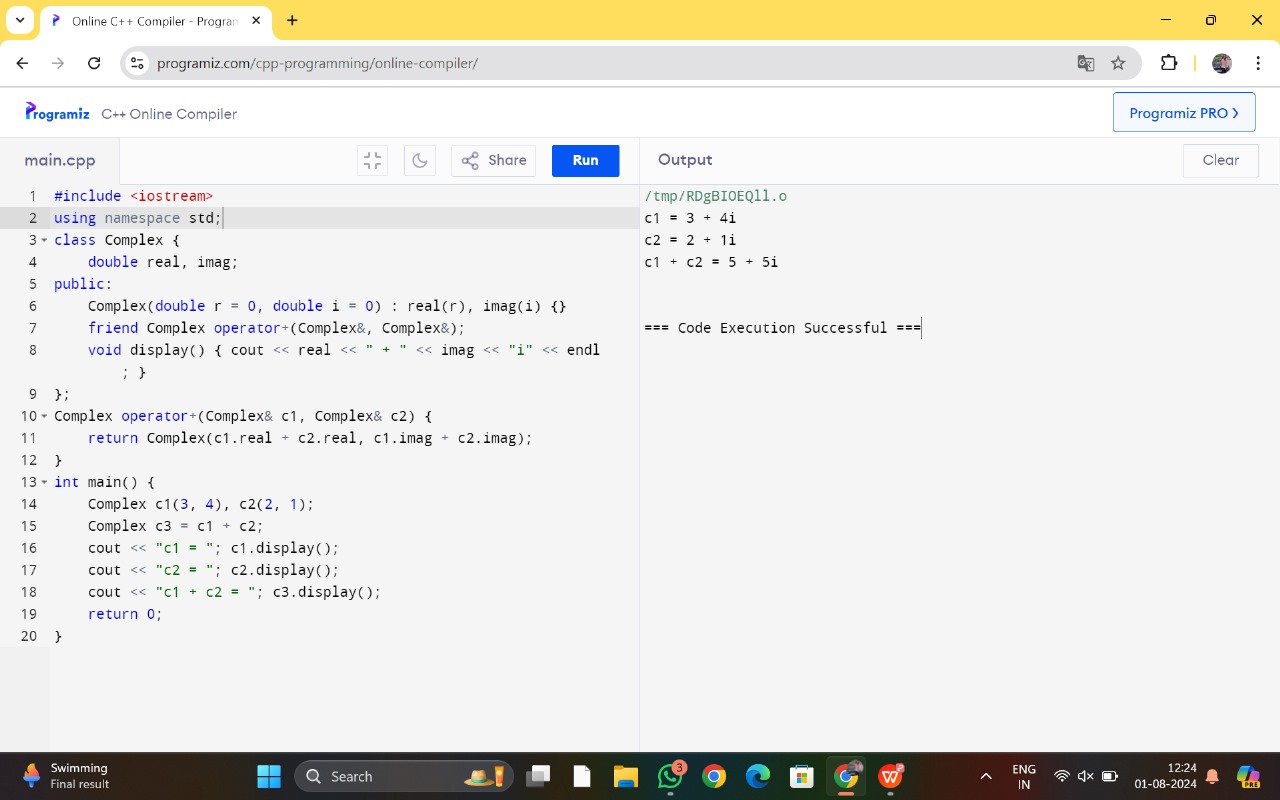 Online C++ Compiler - Program
programiz.com/cpp-programming/online-compiler/
Programiz C++ Online Compiler
Programiz PRO
main.cpp
Share
Run
Output
Clear
1 #include <iostream>
2 using namespace std;
3 class Complex {
4 double real, imag;
5 public:
6 Complex(double r = 0, double i = 0) : real(r), imag(i) {}
7 friend Complex operator+(Complex&, Complex&);
8 void display() { cout << real << " + " << imag << "i" << endl
; }
9 };
10 Complex operator+(Complex& c1, Complex& c2) {
11 return Complex(c1.real + c2.real, c1.imag + c2.imag);
12 }
13 int main() {
14 Complex c1(3, 4), c2(2, 1);
15 Complex c3 = c1 + c2;
16 cout << "c1 = "; c1.display();
17 cout << "c2 = "; c2.display();
18 cout << "c1 + c2 = "; c3.display();
19 return 0;
20 }
/tmp/RDgBIOEQll.o
c1 = 3 + 4i
c2 = 2 + 1i
c1 + c2 = 5 + 5i
=== Code Execution Successful ===
Swimming
Final result
Search
3
ENG
IN
12:24
01-08-2024
PRE